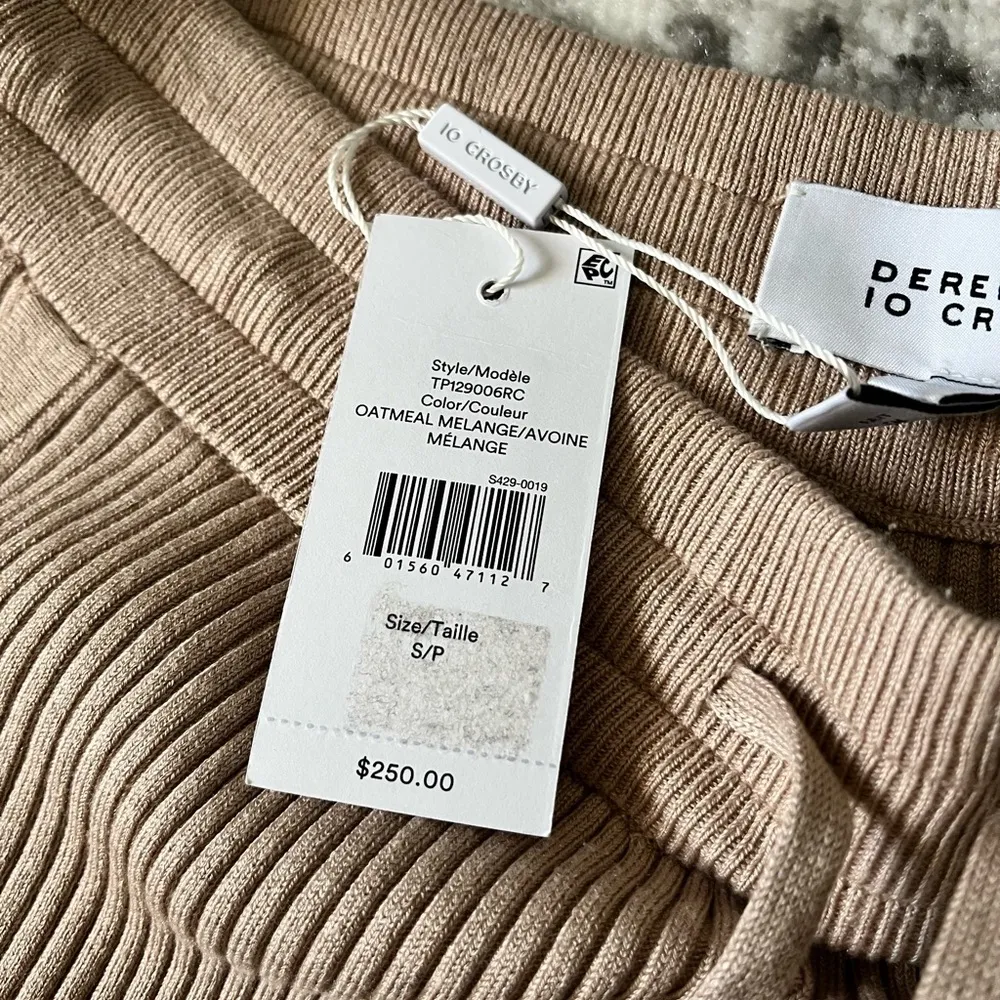 10 CROSBY
ECPC™
Style/Modèle
TP129006RC
Color/Couleur
OATMEAL MELANGE/AVOINE
MÉLANGE
S429-0019
6 01560 47112 7
Size/Taille
S/P
$250.00
DERE
10 CR